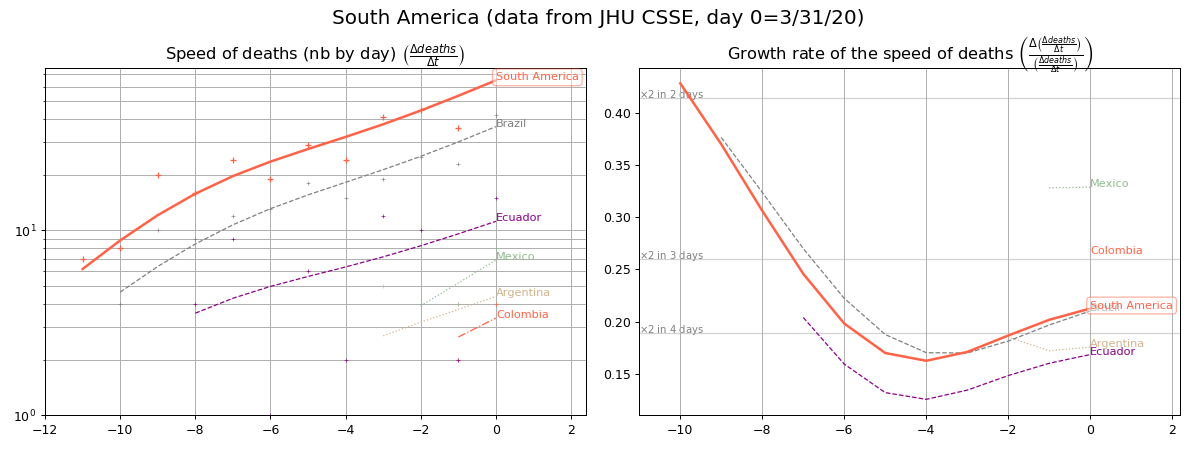 South America (data from JHU CSSE, day 0=3/31/20)
Speed of deaths (nb by day) (Δdeaths/Δt)
South America
Brazil
Ecuador
Mexico
Argentina
Colombia
10¹
10⁰
−12 −10 −8 −6 −4 −2 0 2
Growth rate of the speed of deaths (Δ(Δdeaths/Δt)/(Δdeaths/Δt))
×2 in 2 days
×2 in 3 days
×2 in 4 days
Mexico
Colombia
South America
Argentina
Ecuador
0.40
0.35
0.30
0.25
0.20
0.15
−10 −8 −6 −4 −2 0 2